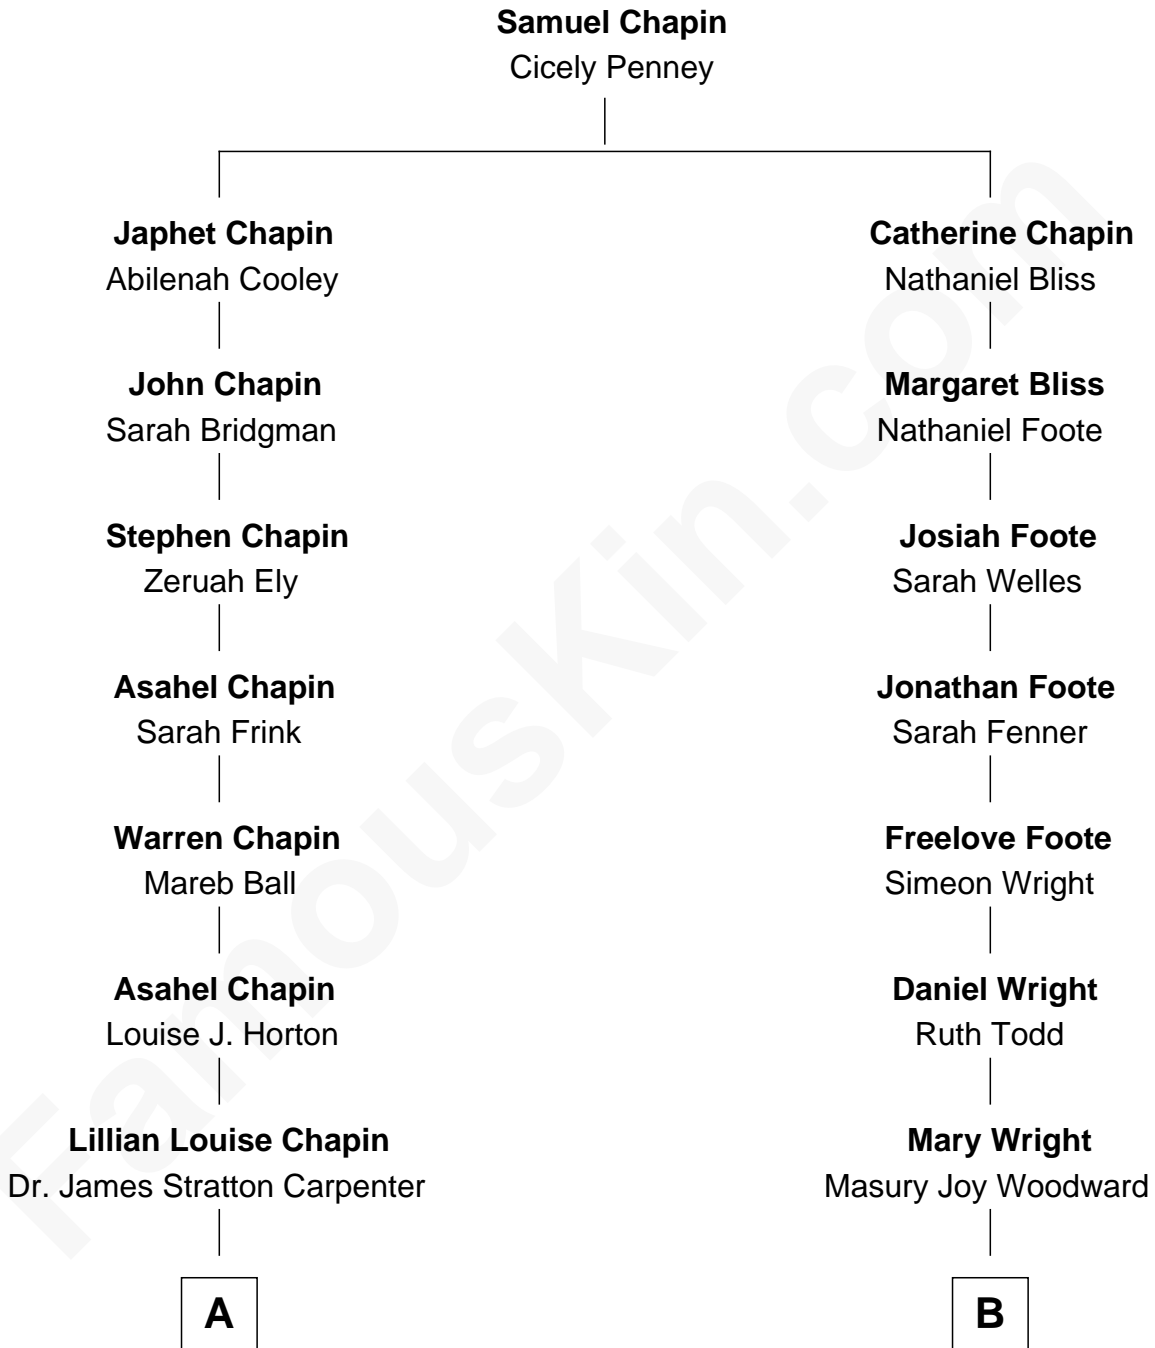 Samuel Chapin
Cicely Penney
Japhet Chapin
Abilenah Cooley
Catherine Chapin
Nathaniel Bliss
John Chapin
Sarah Bridgman
Margaret Bliss
Nathaniel Foote
Stephen Chapin
Zeruah Ely
Josiah Foote
Sarah Welles
Asahel Chapin
Sarah Frink
Jonathan Foote
Sarah Fenner
Warren Chapin
Mareb Ball
Freelove Foote
Simeon Wright
Asahel Chapin
Louise J. Horton
Daniel Wright
Ruth Todd
Lillian Louise Chapin
Dr. James Stratton Carpenter
Mary Wright
Masury Joy Woodward
A
B
FamousKin.com